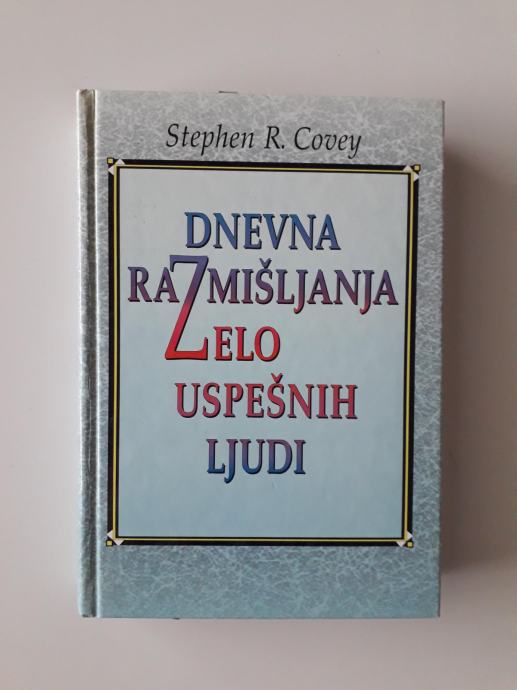 Stephen R. Covey
DNEVNA
RAZMIŠLJANJA
ZELO
USPEŠNIH
LJUDI